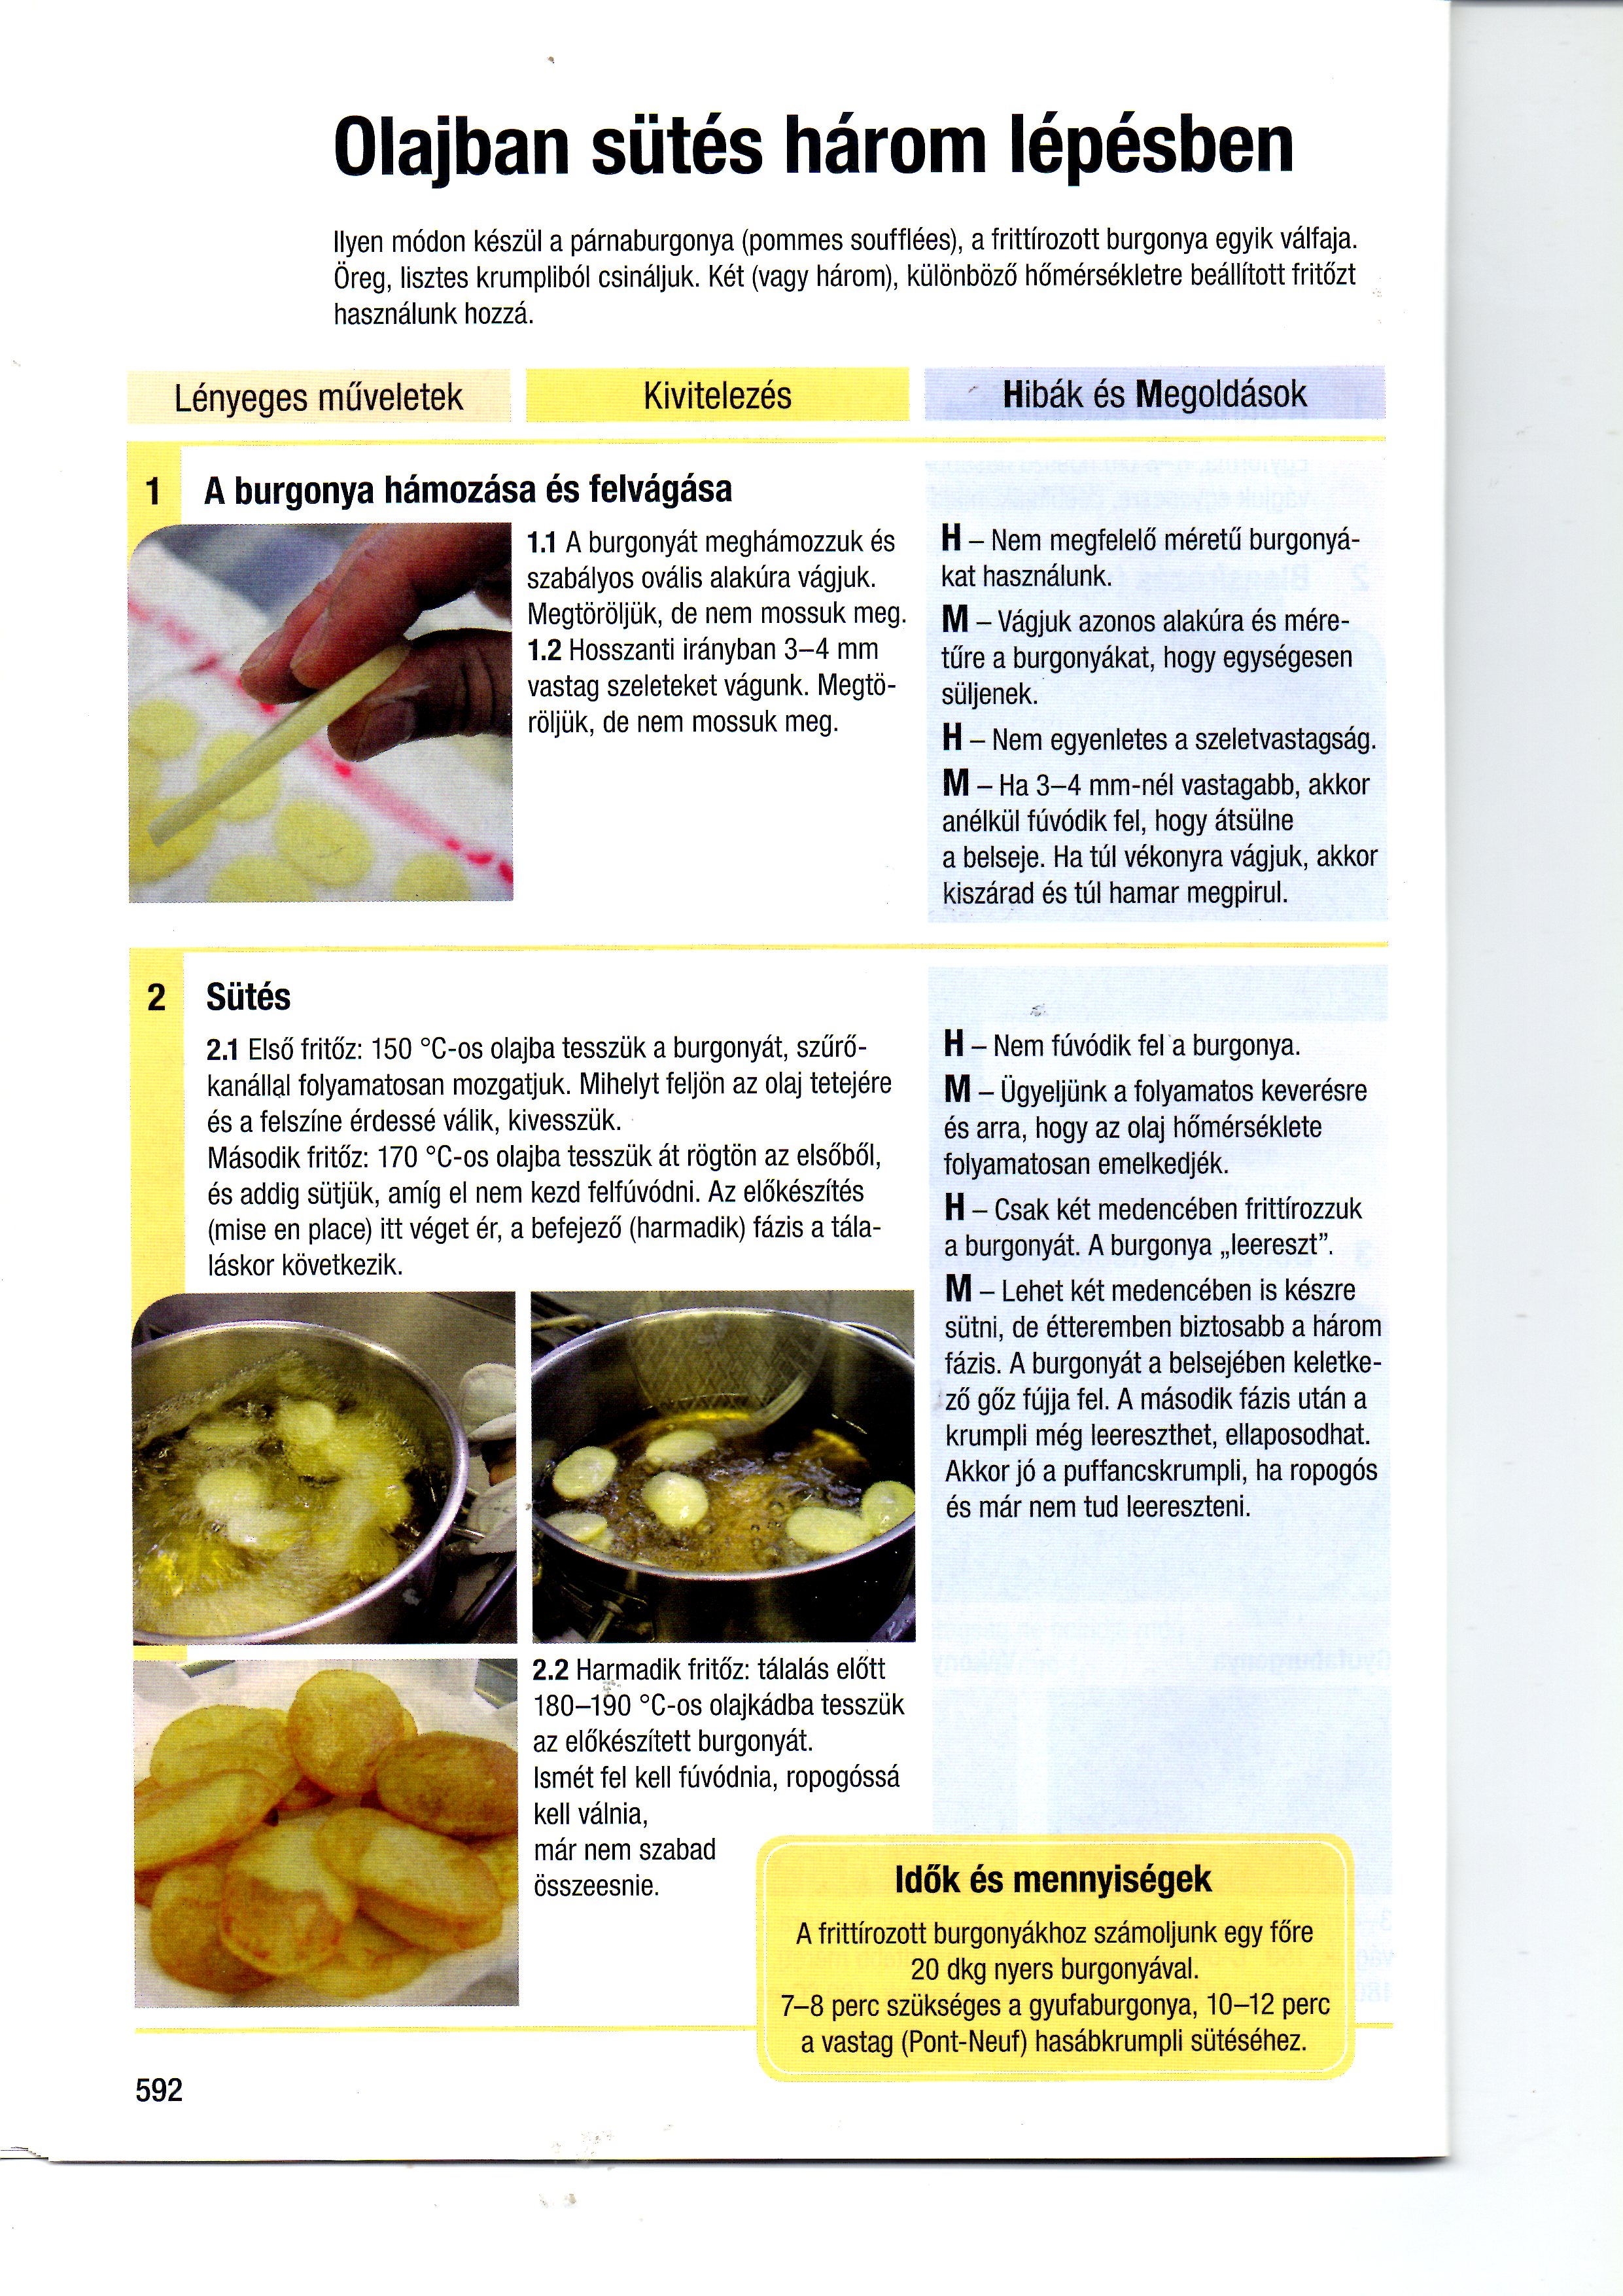 Olajban sütés három lépésben
Ilyen módon készül a párnaburgonya (pommes soufflées), a frittírozott burgonya egyik válfaja.
Öreg, lisztes krumpliból csináljuk. Két (vagy három), különböző hőmérsékletre beállított fritőzt
használunk hozzá.
Lényeges műveletek
Kivitelezés
Hibák és Megoldások
1 A burgonya hámozása és felvágása
1.1 A burgonyát meghámozzuk és
szabályos ovális alakúra vágjuk.
Megtöröljük, de nem mossuk meg.
1.2 Hosszanti irányban 3–4 mm
vastag szeleteket vágunk. Megtö-
röljük, de nem mossuk meg.
H – Nem megfelelő méretű burgonyá-
kat használunk.
M – Vágjuk azonos alakúra és mére-
tűre a burgonyákat, hogy egységesen
süljenek.
H – Nem egyenletes a szeletvastagság.
M – Ha 3–4 mm-nél vastagabb, akkor
anélkül fúvódik fel, hogy átsülne
a belseje. Ha túl vékonyra vágjuk, akkor
kiszárad és túl hamar megpirul.
2 Sütés
2.1 Első fritőz: 150 °C-os olajba tesszük a burgonyát, szűrő-
kanállal folyamatosan mozgatjuk. Mihelyt feljön az olaj tetejére
és a felszíne érdessé válik, kivesszük.
Második fritőz: 170 °C-os olajba tesszük át rögtön az elsőből,
és addig sütjük, amíg el nem kezd felfúvódni. Az előkészítés
(mise en place) itt véget ér, a befejező (harmadik) fázis a tála-
láskor következik.
H – Nem fúvódik fel a burgonya.
M – Ügyeljünk a folyamatos keverésre
és arra, hogy az olaj hőmérséklete
folyamatosan emelkedjék.
H – Csak két medencében frittírozzuk
a burgonyát. A burgonya „leereszt”.
M – Lehet két medencében is készre
sütni, de étteremben biztosabb a három
fázis. A burgonyát a belsejében keletke-
ző gőz fújja fel. A második fázis után a
krumpli még leereszthet, ellaposodhat.
Akkor jó a puffancskrumpli, ha ropogós
és már nem tud leereszteni.
2.2 Harmadik fritőz: tálalás előtt
180–190 °C-os olajkádba tesszük
az előkészített burgonyát.
Ismét fel kell fúvódnia, ropogóssá
kell válnia,
már nem szabad
összeesnie.
Idők és mennyiségek
A frittírozott burgonyákhoz számoljunk egy főre
20 dkg nyers burgonyával.
7–8 perc szükséges a gyufaburgonya, 10–12 perc
a vastag (Pont-Neuf) hasábkrumpli sütéséhez.
592